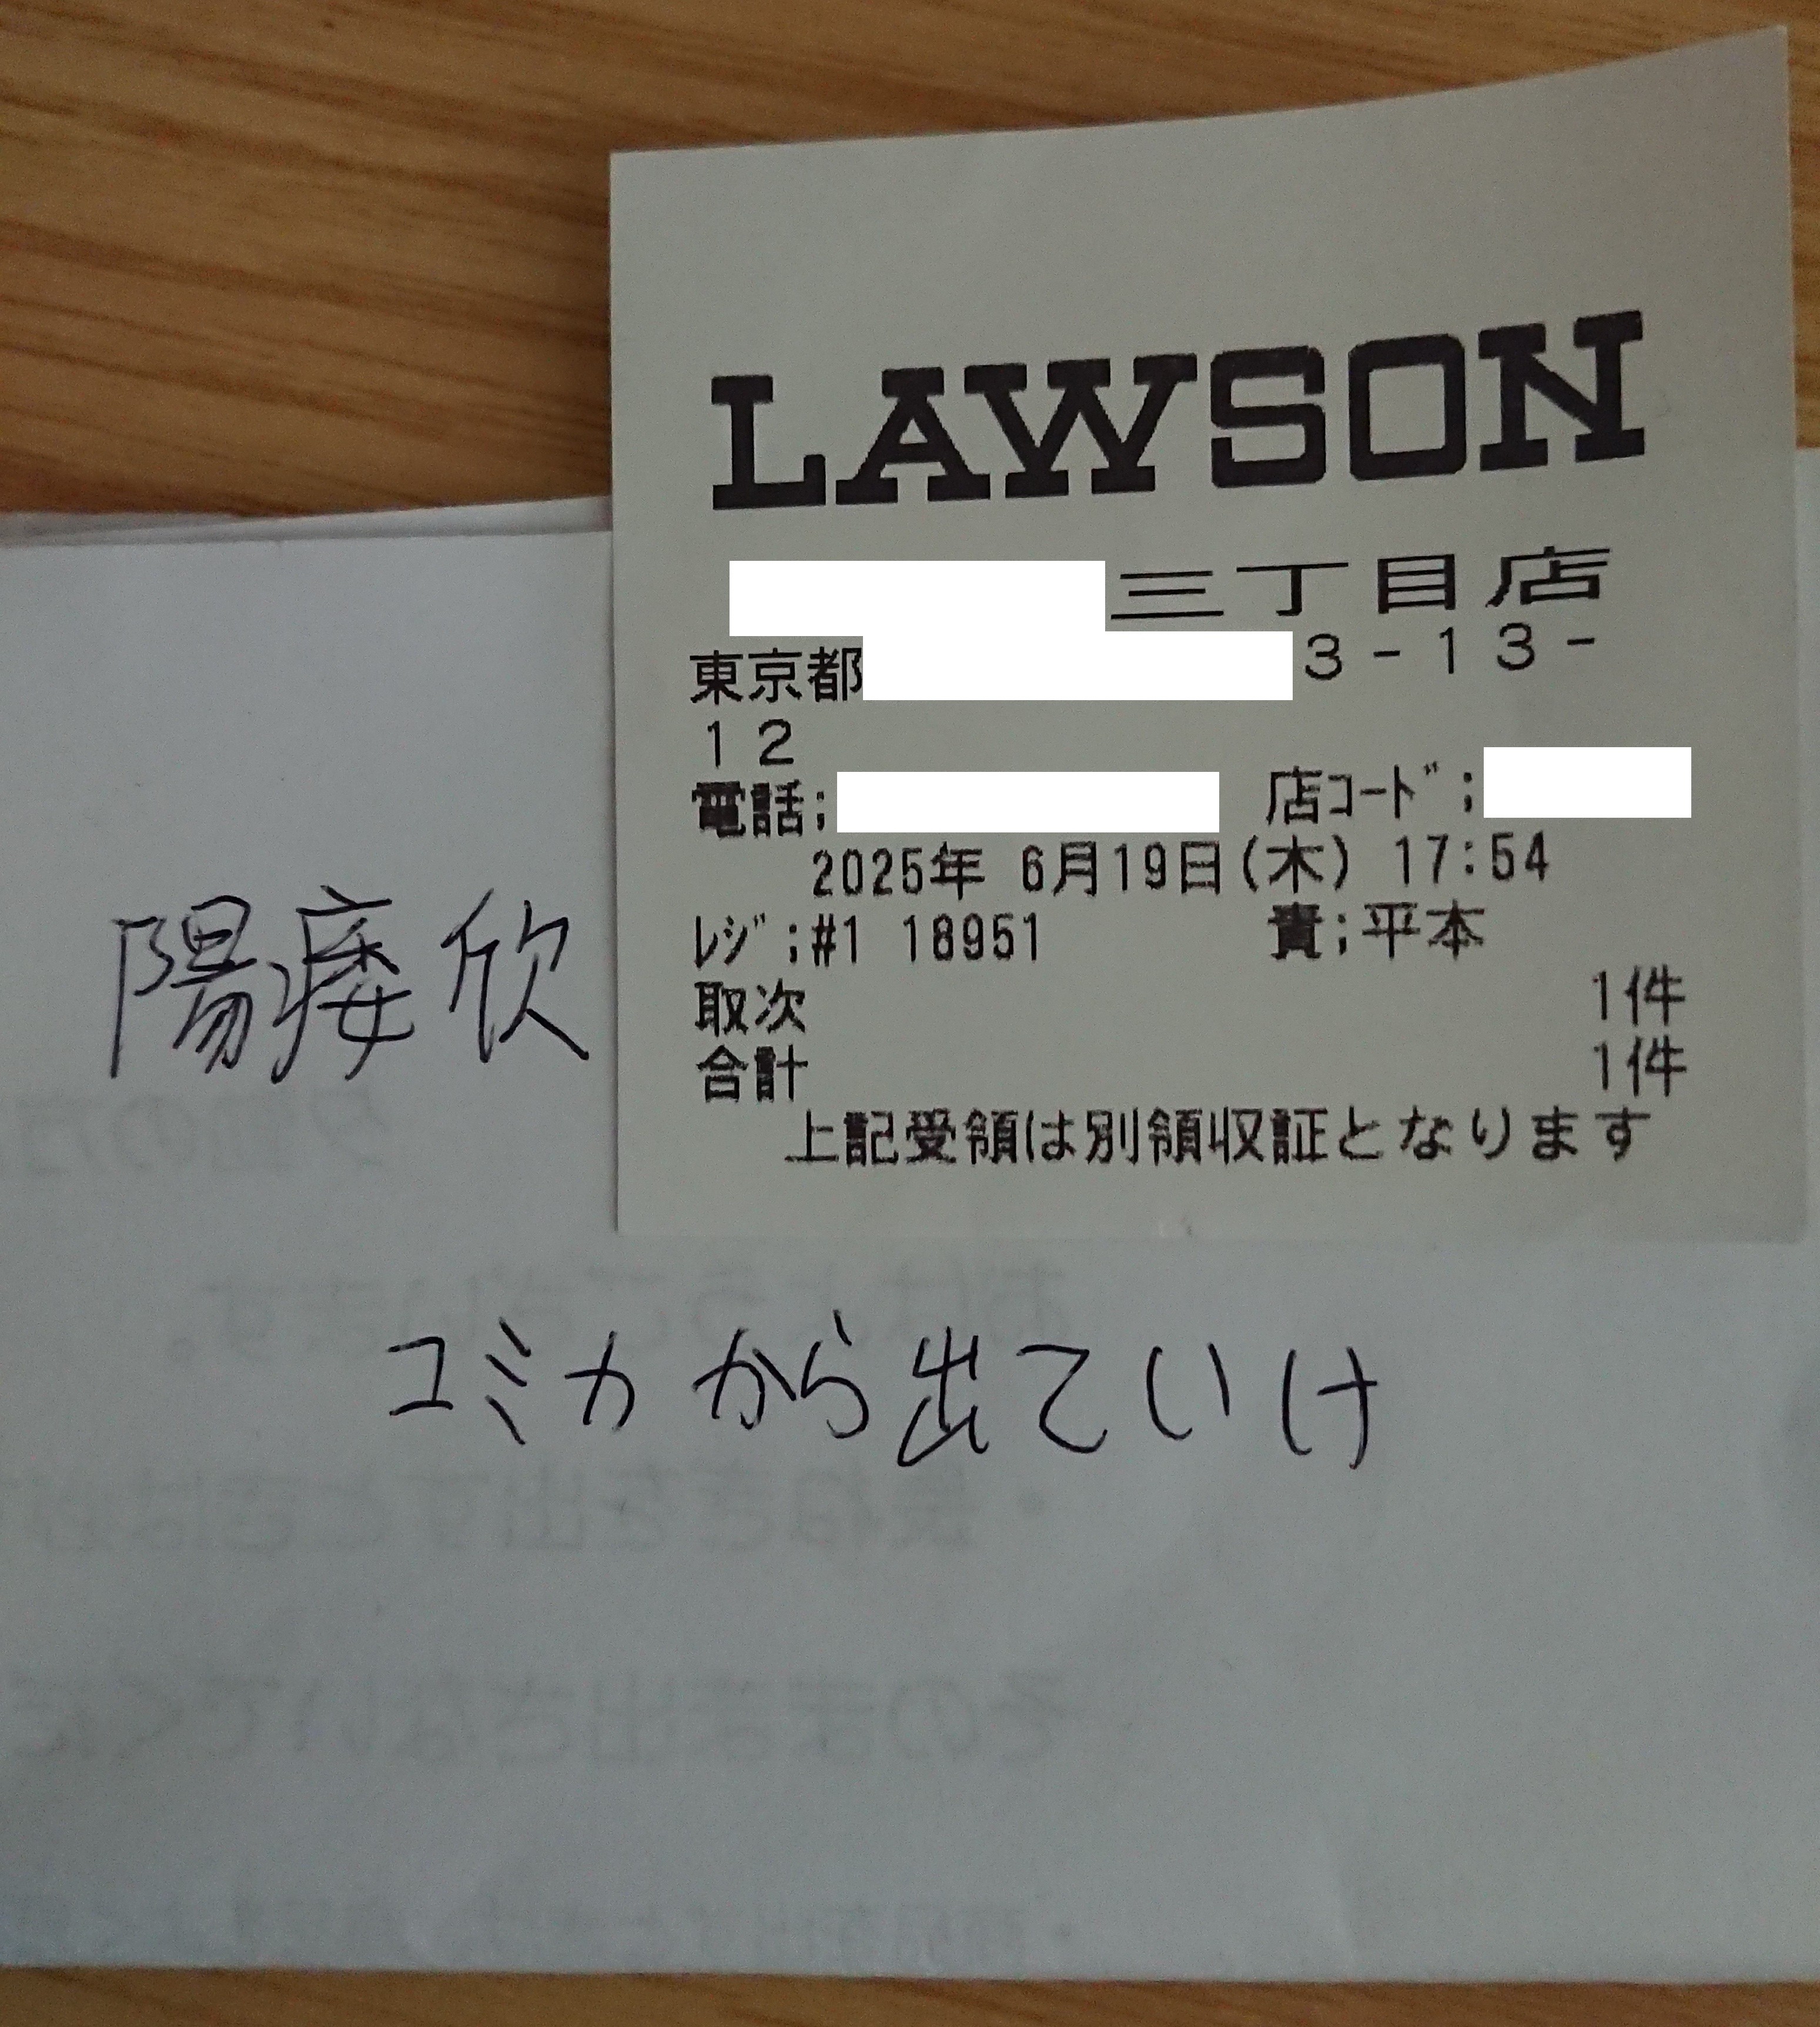 LAWSON
三丁目店
東京都 3-13-
12
電話; 店コード;
2025年 6月19日(木) 17:54
レジ;#1 18951 責;平本
取次 1件
合計 1件
上記受領は別領収証となります
陽痿欣
コミカから出ていけ